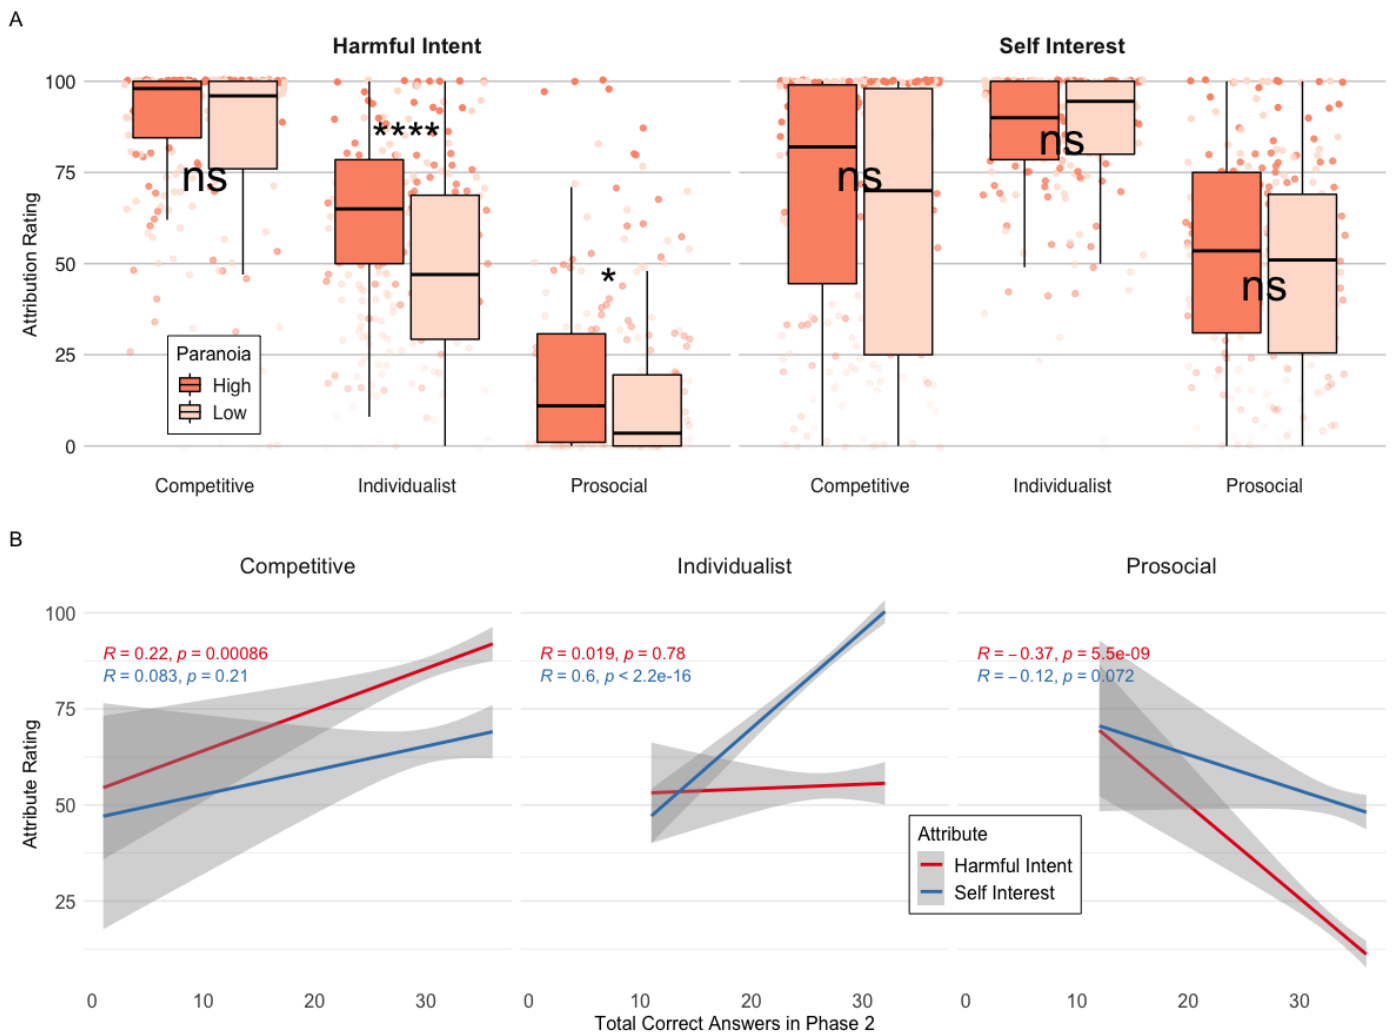 A
Harmful Intent
Self Interest
100
75
50
25
0
Attribution Rating
ns
****
*
ns
ns
ns
Paranoia
High
Low
Competitive
Individualist
Prosocial
Competitive
Individualist
Prosocial
B
Competitive
Individualist
Prosocial
100
75
50
25
Attribute Rating
R = 0.22, p = 0.00086
R = 0.083, p = 0.21
R = 0.019, p = 0.78
R = 0.6, p < 2.2e-16
R = −0.37, p = 5.5e-09
R = −0.12, p = 0.072
Attribute
Harmful Intent
Self Interest
0 10 20 30
0 10 20 30
0 10 20 30
Total Correct Answers in Phase 2